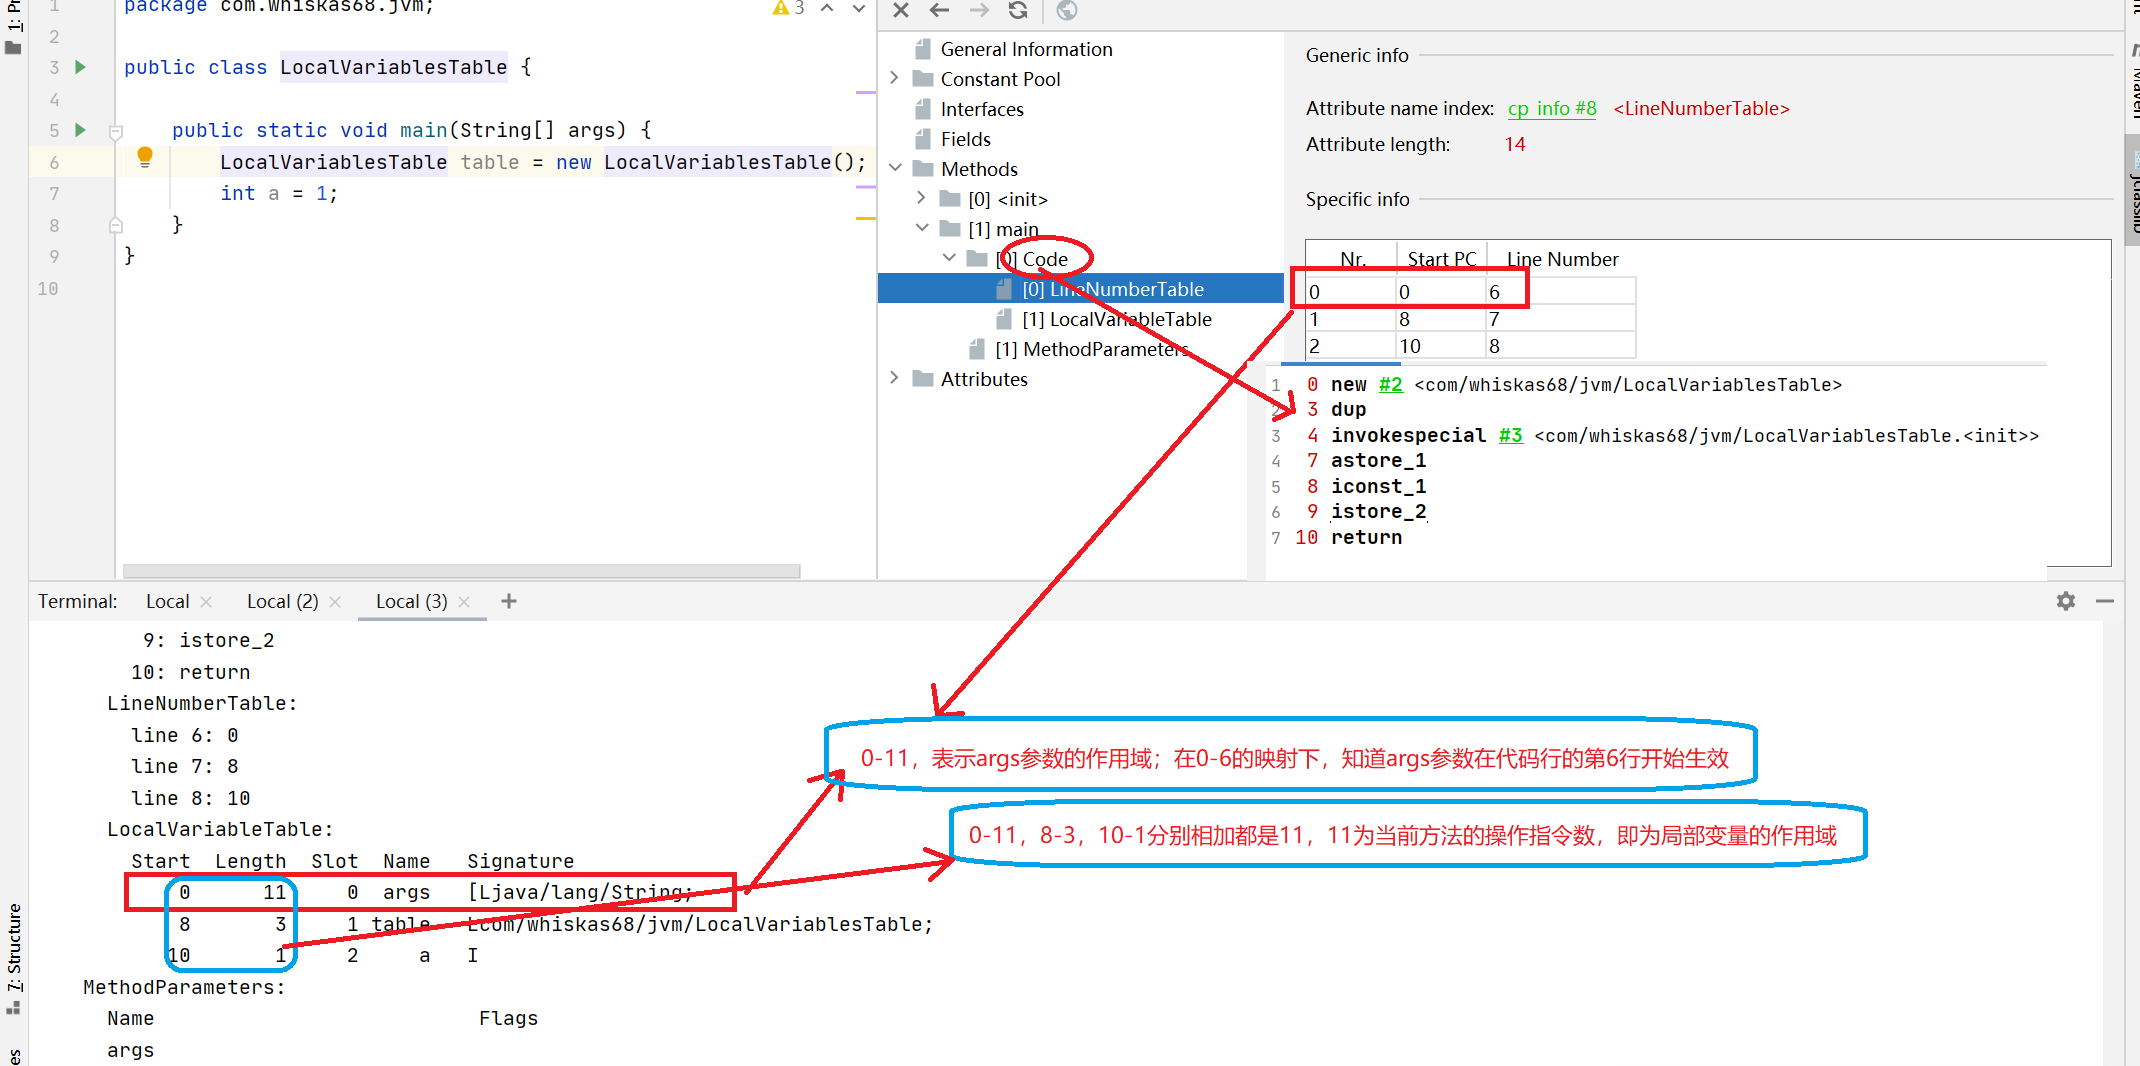 1 package com.whiskas68.jvm;
3
2
3 public class LocalVariablesTable {
4
5 public static void main(String[] args) {
6 LocalVariablesTable table = new LocalVariablesTable();
7 int a = 1;
8 }
9 }
10
General Information
Constant Pool
Interfaces
Fields
Methods
[0] <init>
[1] main
[0] Code
[0] LineNumberTable
[1] LocalVariableTable
[1] MethodParameters
Attributes
Generic info
Attribute name index: cp info #8 <LineNumberTable>
Attribute length: 14
Specific info
Nr. Start PC Line Number
0 0 6
1 8 7
2 10 8
1 0 new #2 <com/whiskas68/jvm/LocalVariablesTable>
2 3 dup
3 4 invokespecial #3 <com/whiskas68/jvm/LocalVariablesTable.<init>>
4 7 astore_1
5 8 iconst_1
6 9 istore_2
7 10 return
Terminal: Local Local (2) Local (3)
9: istore_2
10: return
LineNumberTable:
line 6: 0
line 7: 8
line 8: 10
LocalVariableTable:
Start Length Slot Name Signature
0 11 0 args [Ljava/lang/String;
8 3 1 table Lcom/whiskas68/jvm/LocalVariablesTable;
10 1 2 a I
MethodParameters:
Name Flags
args
0-11，表示args参数的作用域；在0-6的映射下，知道args参数在代码行的第6行开始生效
0-11，8-3，10-1分别相加都是11，11为当前方法的操作指令数，即为局部变量的作用域
7: Structure